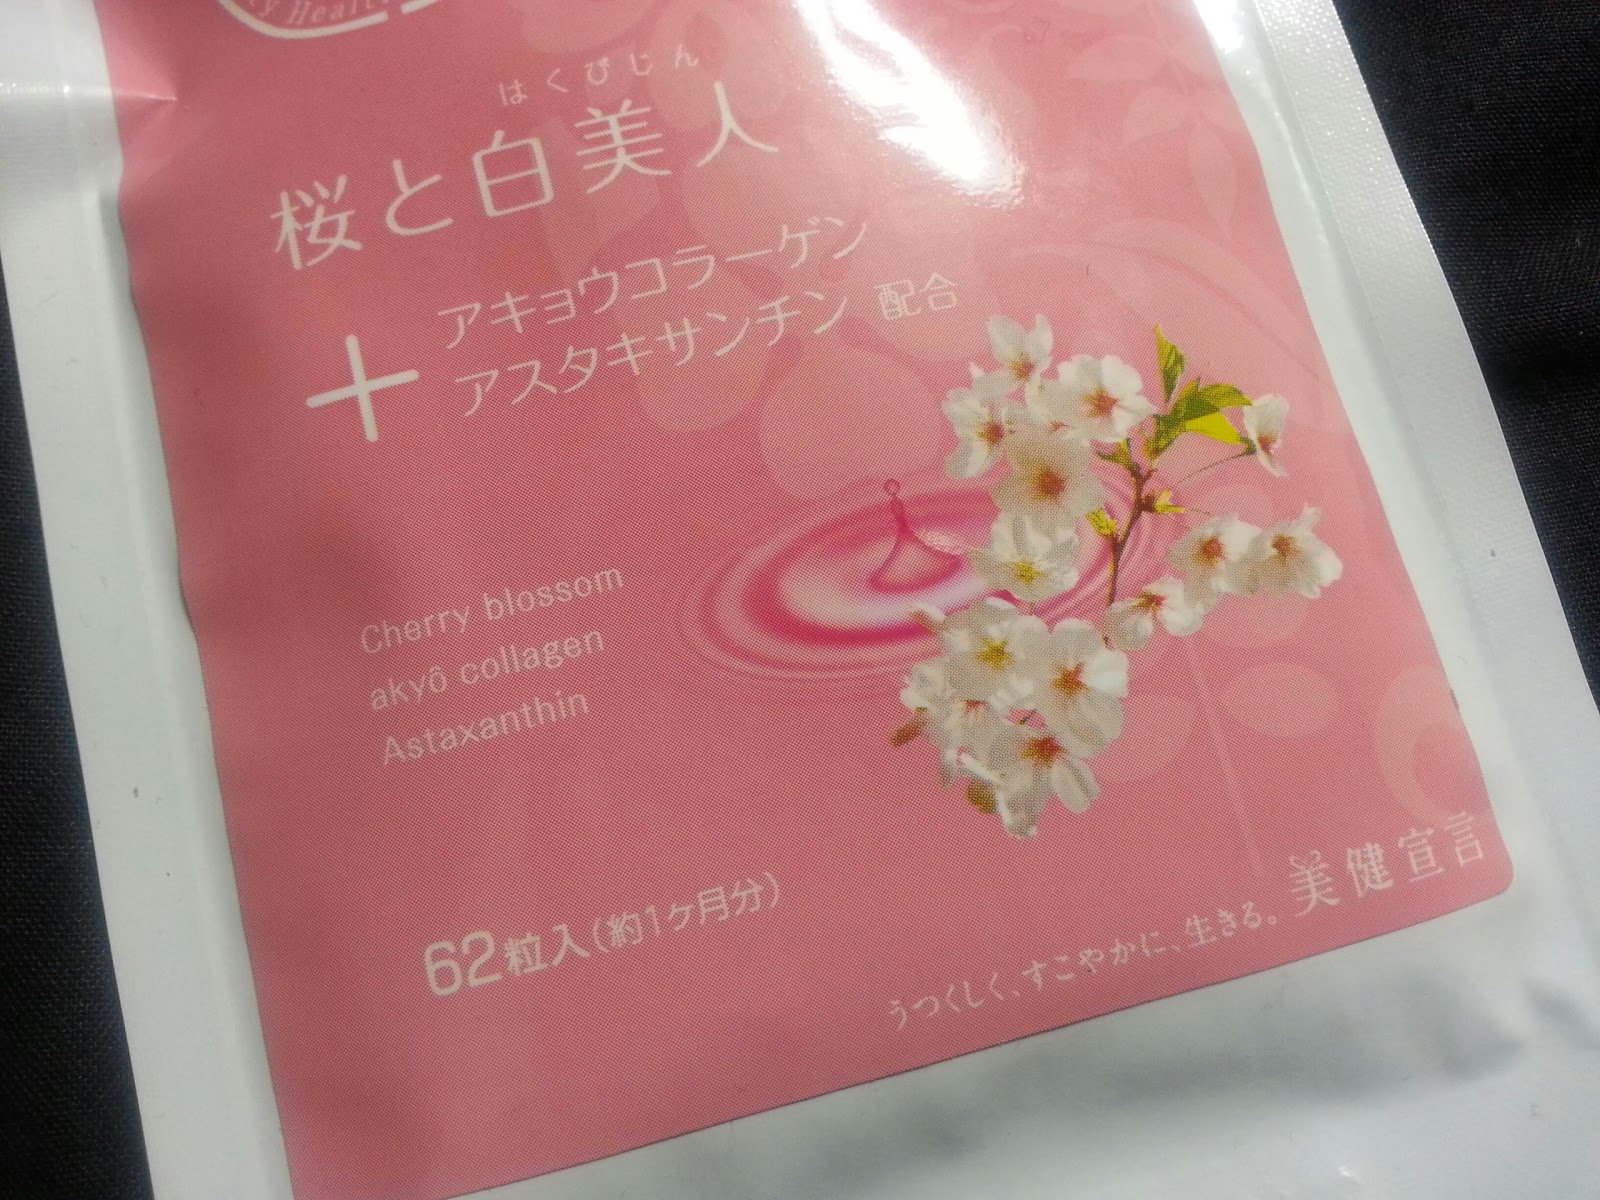 はくびじん
桜と白美人
+
アキョウコラーゲン
アスタキサンチン 配合
Cherry blossom
akyô collagen
Astaxanthin
62粒入(約1ヶ月分)
うつくしく、すこやかに、生きる。 美健宣言